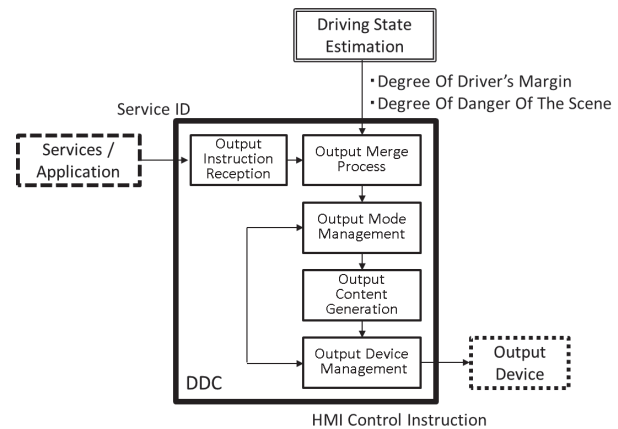 Driving State
Estimation
・Degree Of Driver's Margin
・Degree Of Danger Of The Scene
Service ID
Services /
Application
Output
Instruction
Reception
Output Merge
Process
Output Mode
Management
Output
Content
Generation
Output Device
Management
Output
Device
DDC
HMI Control Instruction